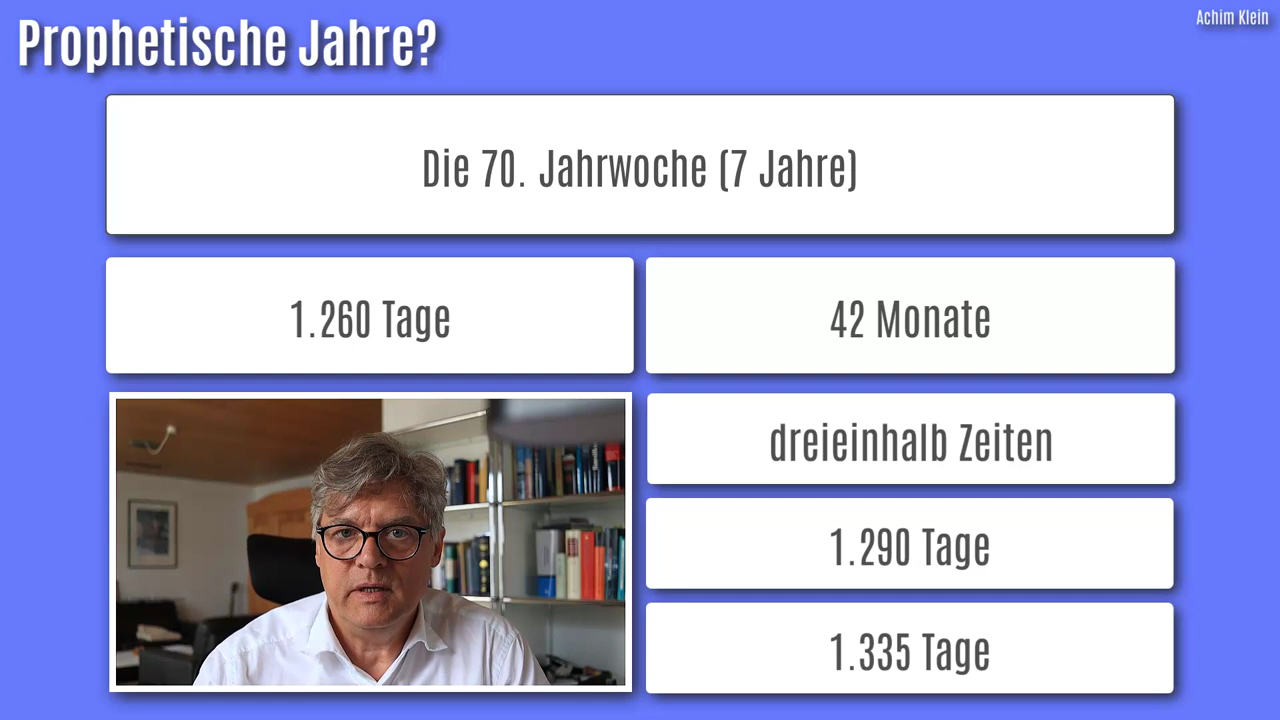 Prophetische Jahre?
Achim Klein
Die 70. Jahrwoche (7 Jahre)
1.260 Tage
42 Monate
dreieinhalb Zeiten
1.290 Tage
1.335 Tage